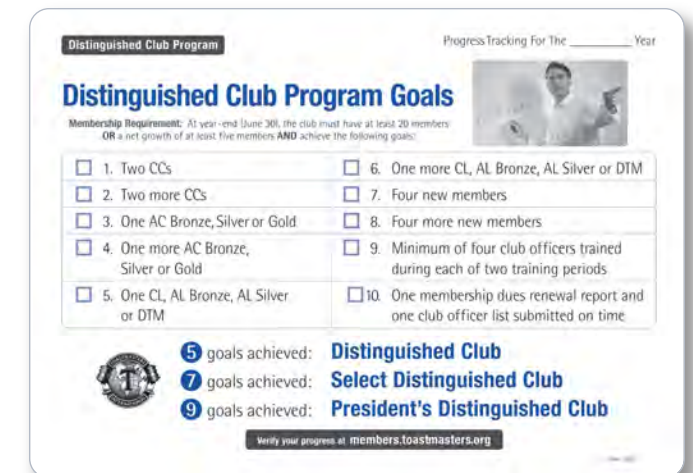 Distinguished Club Program
Progress Tracking For The __________ Year
Distinguished Club Program Goals
Membership Requirement: At year-end (June 30), the club must have at least 20 members
OR a net growth of at least five members AND achieve the following goals:
1. Two CCs
2. Two more CCs
3. One AC Bronze, Silver or Gold
4. One more AC Bronze,
Silver or Gold
5. One CL, AL Bronze, AL Silver
or DTM
6. One more CL, AL Bronze, AL Silver or DTM
7. Four new members
8. Four more new members
9. Minimum of four club officers trained
during each of two training periods
10. One membership dues renewal report and
one club officer list submitted on time
T
5 goals achieved: Distinguished Club
7 goals achieved: Select Distinguished Club
9 goals achieved: President's Distinguished Club
Verify your progress at members.toastmasters.org